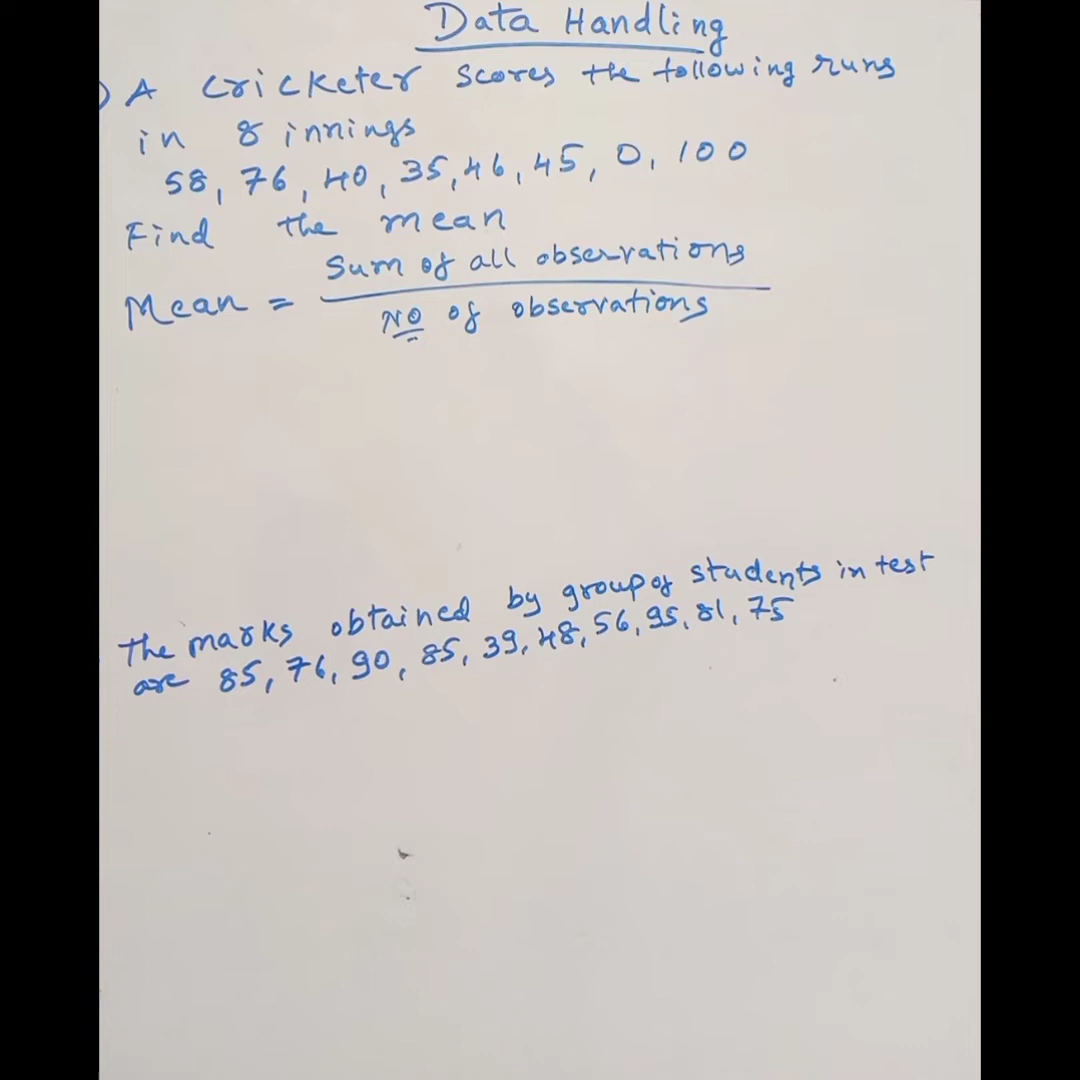 Data Handling
) A cricketer scores the following runs
in 8 innings
58, 76, 40, 35, 46, 45, 0, 100
Find the mean
Mean = Sum of all observations
No of observations
The marks obtained by group of students in test
are 85, 76, 90, 85, 39, 48, 56, 95, 81, 75